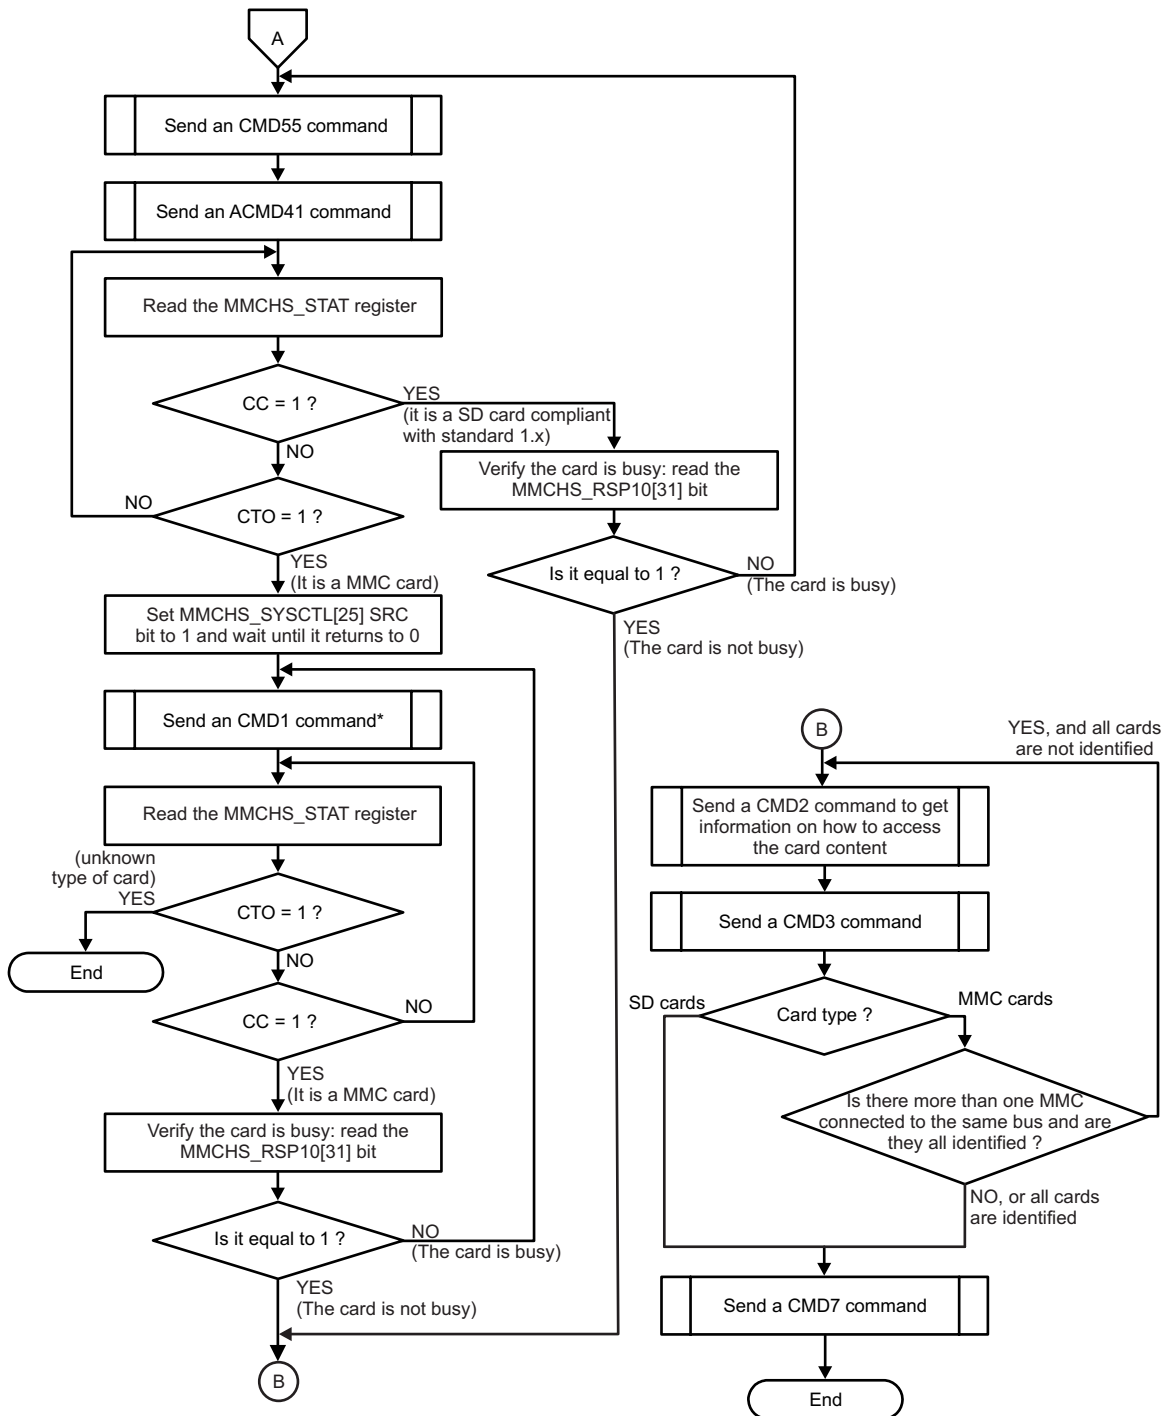 A
Send an CMD55 command
Send an ACMD41 command
Read the MMCHS_STAT register
CC = 1 ?
YES
(it is a SD card compliant
with standard 1.x)
NO
Verify the card is busy: read the
MMCHS_RSP10[31] bit
NO
CTO = 1 ?
YES
(It is a MMC card)
Is it equal to 1 ?
NO
(The card is busy)
YES
(The card is not busy)
Set MMCHS_SYSCTL[25] SRC
bit to 1 and wait until it returns to 0
Send an CMD1 command*
Read the MMCHS_STAT register
(unknown
type of card)
YES
CTO = 1 ?
End
NO
CC = 1 ?
NO
YES
(It is a MMC card)
Verify the card is busy: read the
MMCHS_RSP10[31] bit
Is it equal to 1 ?
NO
(The card is busy)
YES
(The card is not busy)
B
B
YES, and all cards
are not identified
Send a CMD2 command to get
information on how to access
the card content
Send a CMD3 command
SD cards
Card type ?
MMC cards
Is there more than one MMC
connected to the same bus and are
they all identified ?
NO, or all cards
are identified
Send a CMD7 command
End